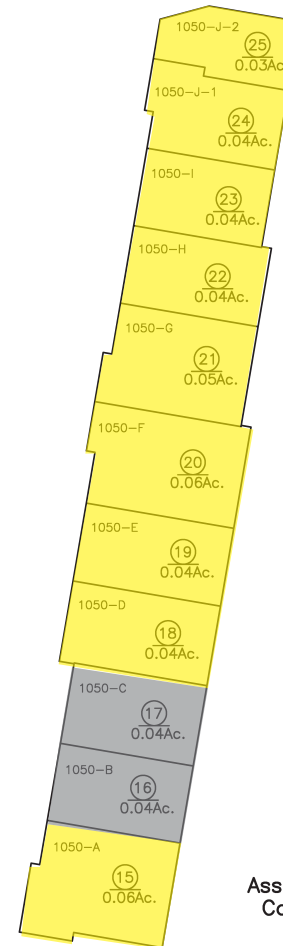 1050-J-2
25
0.03Ac.
1050-J-1
24
0.04Ac.
1050-I
23
0.04Ac.
1050-H
22
0.04Ac.
1050-G
21
0.05Ac.
1050-F
20
0.06Ac.
1050-E
19
0.04Ac.
1050-D
18
0.04Ac.
1050-C
17
0.04Ac.
1050-B
16
0.04Ac.
1050-A
15
0.06Ac.